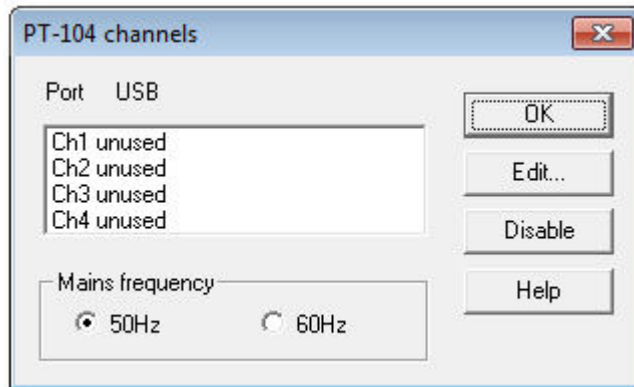 PT-104 channels
Port USB
Ch1 unused
Ch2 unused
Ch3 unused
Ch4 unused
OK
Edit...
Disable
Help
Mains frequency
50Hz
60Hz